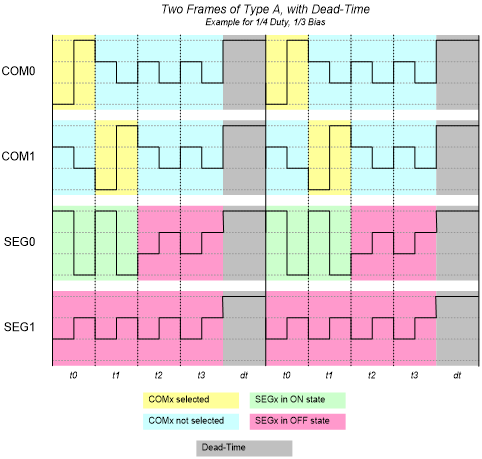 Two Frames of Type A, with Dead-Time
Example for 1/4 Duty, 1/3 Bias
COM0
COM1
SEG0
SEG1
t0 t1 t2 t3 dt t0 t1 t2 t3 dt
COMx selected SEGx in ON state
COMx not selected SEGx in OFF state
Dead-Time